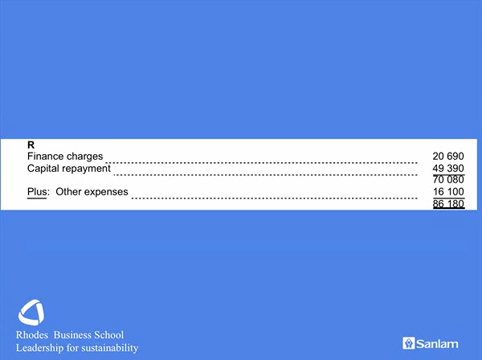 R
Finance charges 20 690
Capital repayment 49 390
70 080
Plus: Other expenses 16 100
86 180
Rhodes Business School
Leadership for sustainability
Sanlam